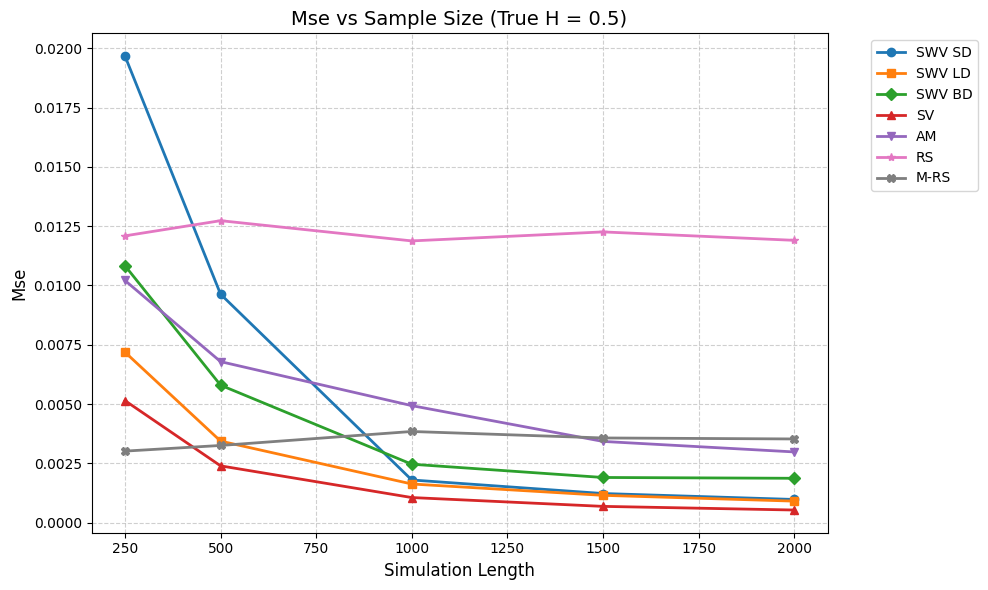 Mse vs Sample Size (True H = 0.5)
SWV SD
SWV LD
SWV BD
SV
AM
RS
M-RS
Mse
0.0200
0.0175
0.0150
0.0125
0.0100
0.0075
0.0050
0.0025
0.0000
250 500 750 1000 1250 1500 1750 2000
Simulation Length